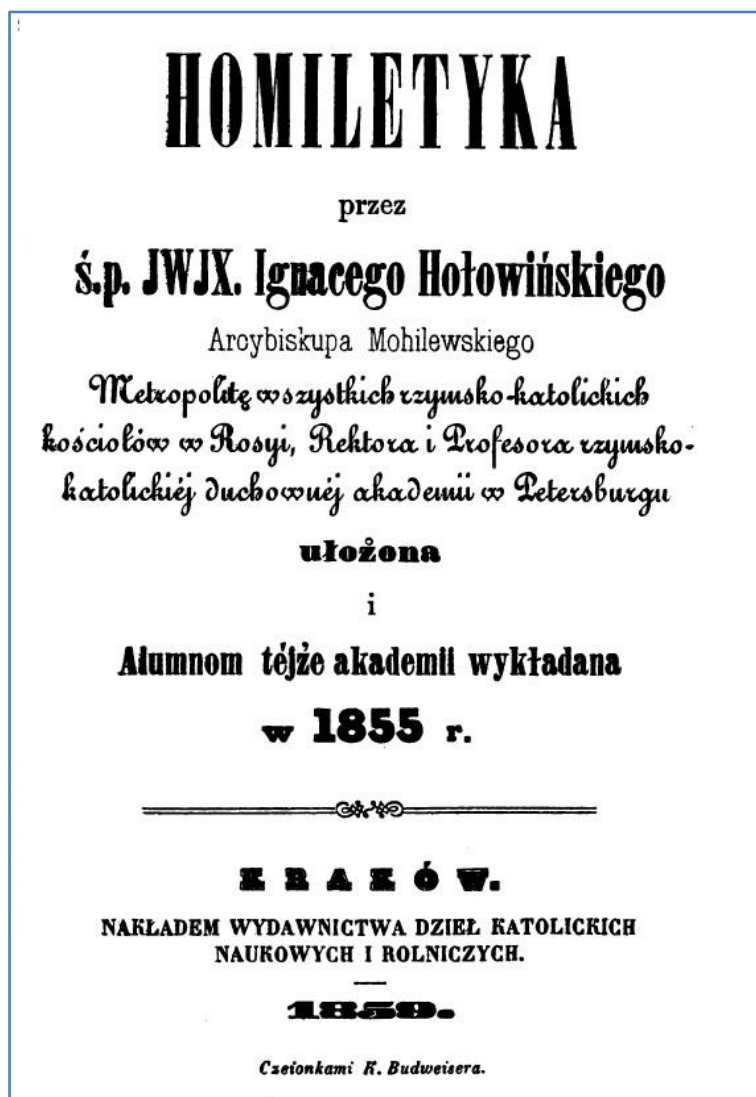 HOMILETYKA
przez
ś.p. JWJX. Ignacego Hołowińskiego
Arcybiskupa Mohilewskiego
Metropolitę wszystkich rzymsko-katolickich
kościołów w Rosyi, Rektora i Profesora rzymsko-
katolickiéj duchownéj akademii w Petersburgu
ułożona
i
Alumnom téjże akademii wykładana
w 1855 r.
KRAKÓW.
NAKŁADEM WYDAWNICTWA DZIEŁ KATOLICKICH
NAUKOWYCH I ROLNICZYCH.
1859.
Czcionkami K. Budweisera.